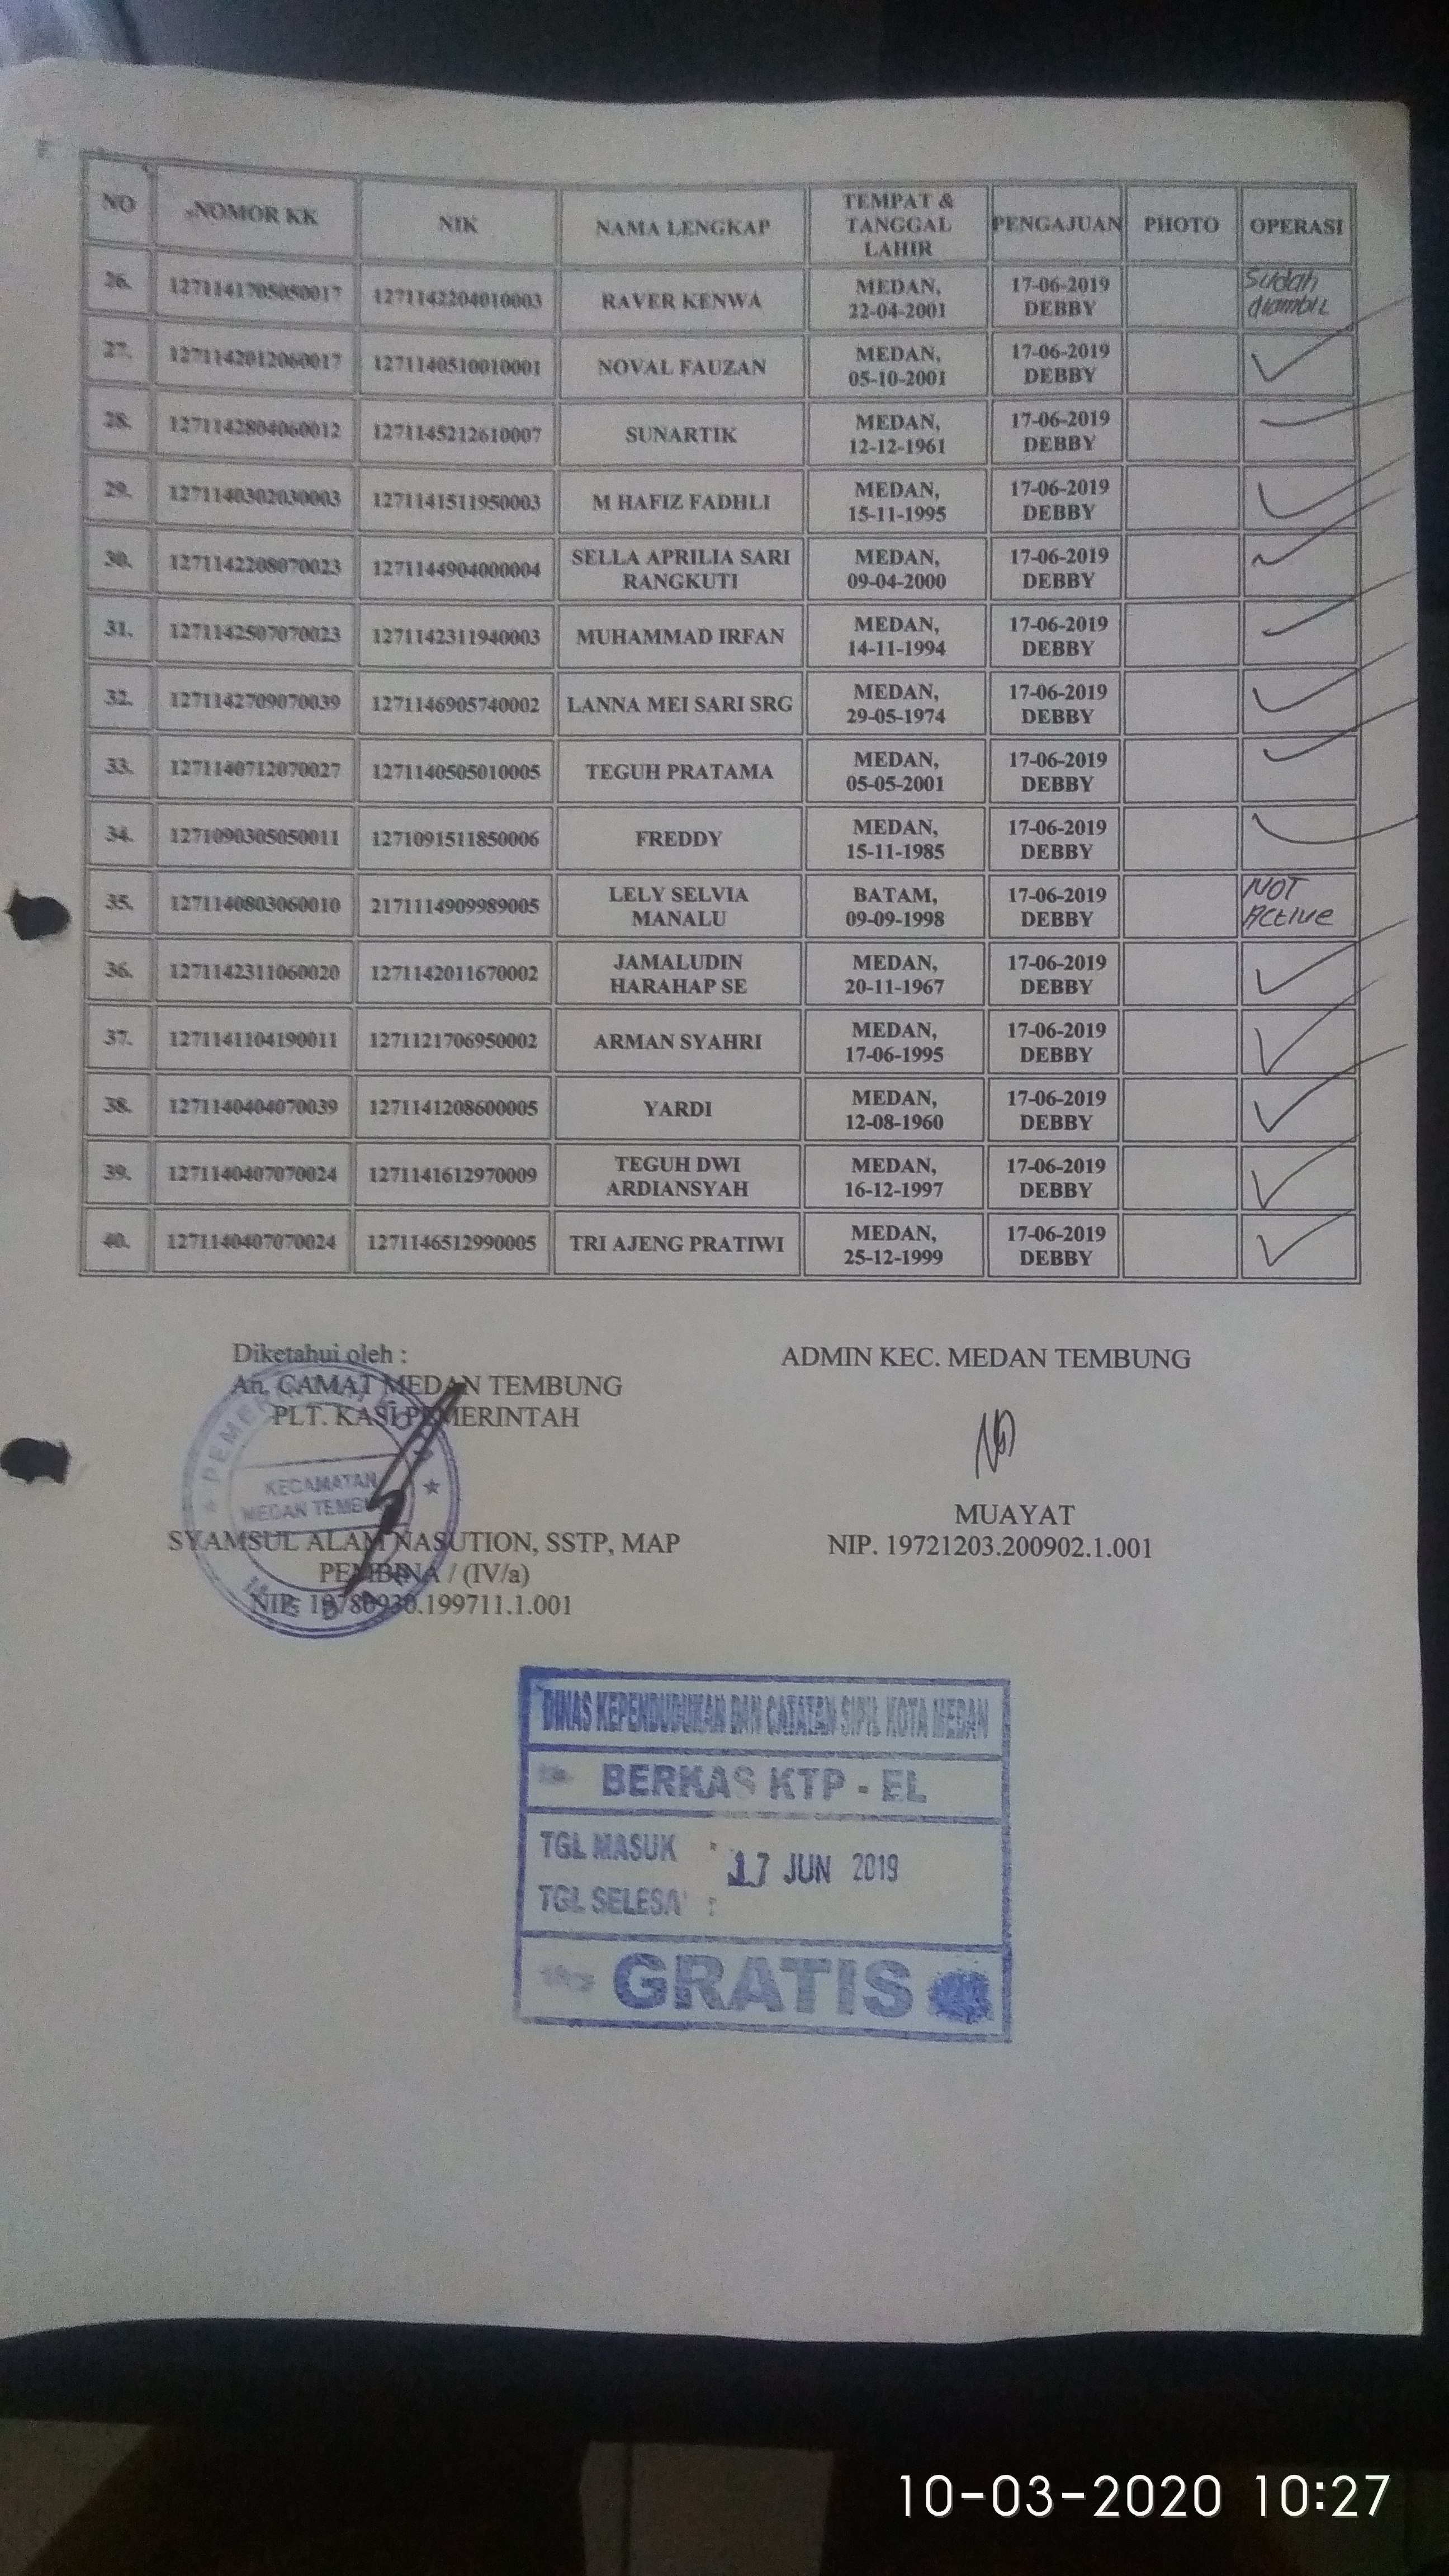 NO NOMOR KK NIK NAMA LENGKAP TEMPAT & TANGGAL LAHIR PENGAJUAN PHOTO OPERASI
26. 1271141705050017 1271142204010003 RAVER KENWA MEDAN, 22-04-2001 17-06-2019 DEBBY Sudah diambil
27. 1271142012060017 1271140510010001 NOVAL FAUZAN MEDAN, 05-10-2001 17-06-2019 DEBBY
28. 1271142804060012 1271145212610007 SUNARTIK MEDAN, 12-12-1961 17-06-2019 DEBBY
29. 1271140302030003 1271141511950003 M HAFIZ FADHLI MEDAN, 15-11-1995 17-06-2019 DEBBY
30. 1271142208070023 1271144904000004 SELLA APRILIA SARI RANGKUTI MEDAN, 09-04-2000 17-06-2019 DEBBY
31. 1271142507070023 1271142311940003 MUHAMMAD IRFAN MEDAN, 14-11-1994 17-06-2019 DEBBY
32. 1271142709070039 1271146905740002 LANNA MEI SARI SRG MEDAN, 29-05-1974 17-06-2019 DEBBY
33. 1271140712070027 1271140505010005 TEGUH PRATAMA MEDAN, 05-05-2001 17-06-2019 DEBBY
34. 1271090305050011 1271091511850006 FREDDY MEDAN, 15-11-1985 17-06-2019 DEBBY
35. 1271140803060010 2171114909989005 LELY SELVIA MANALU BATAM, 09-09-1998 17-06-2019 DEBBY NOT Active
36. 1271142311060020 1271142011670002 JAMALUDIN HARAHAP SE MEDAN, 20-11-1967 17-06-2019 DEBBY
37. 1271141104190011 1271121706950002 ARMAN SYAHRI MEDAN, 17-06-1995 17-06-2019 DEBBY
38. 1271140404070039 1271141208600005 YARDI MEDAN, 12-08-1960 17-06-2019 DEBBY
39. 1271140407070024 1271141612970009 TEGUH DWI ARDIANSYAH MEDAN, 16-12-1997 17-06-2019 DEBBY
40. 1271140407070024 1271146512990005 TRI AJENG PRATIWI MEDAN, 25-12-1999 17-06-2019 DEBBY
Diketahui oleh :
An. CAMAT MEDAN TEMBUNG
PLT. KASI PEMERINTAH
KECAMATAN
MEDAN TEMBUNG
SYAMSUL ALAM NASUTION, SSTP, MAP
PEMBINA / (IV/a)
NIP. 19780930.199711.1.001
ADMIN KEC. MEDAN TEMBUNG
MUAYAT
NIP. 19721203.200902.1.001
DINAS KEPENDUDUKAN DAN CATATAN SIPIL KOTA MEDAN
BERKAS KTP - EL
TGL MASUK : 17 JUN 2019
TGL SELESAI :
GRATIS
10-03-2020 10:27